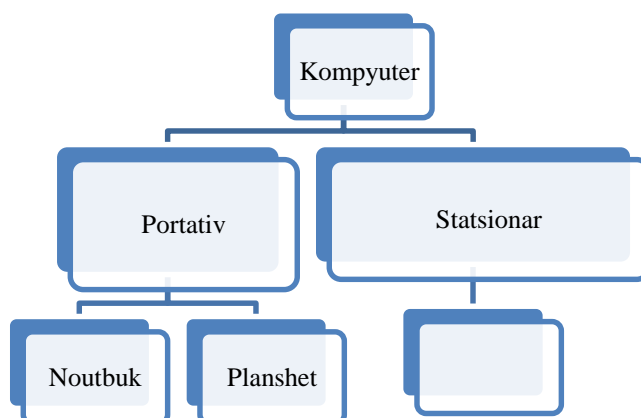 Kompyuter
Portativ
Statsionar
Noutbuk
Planshet